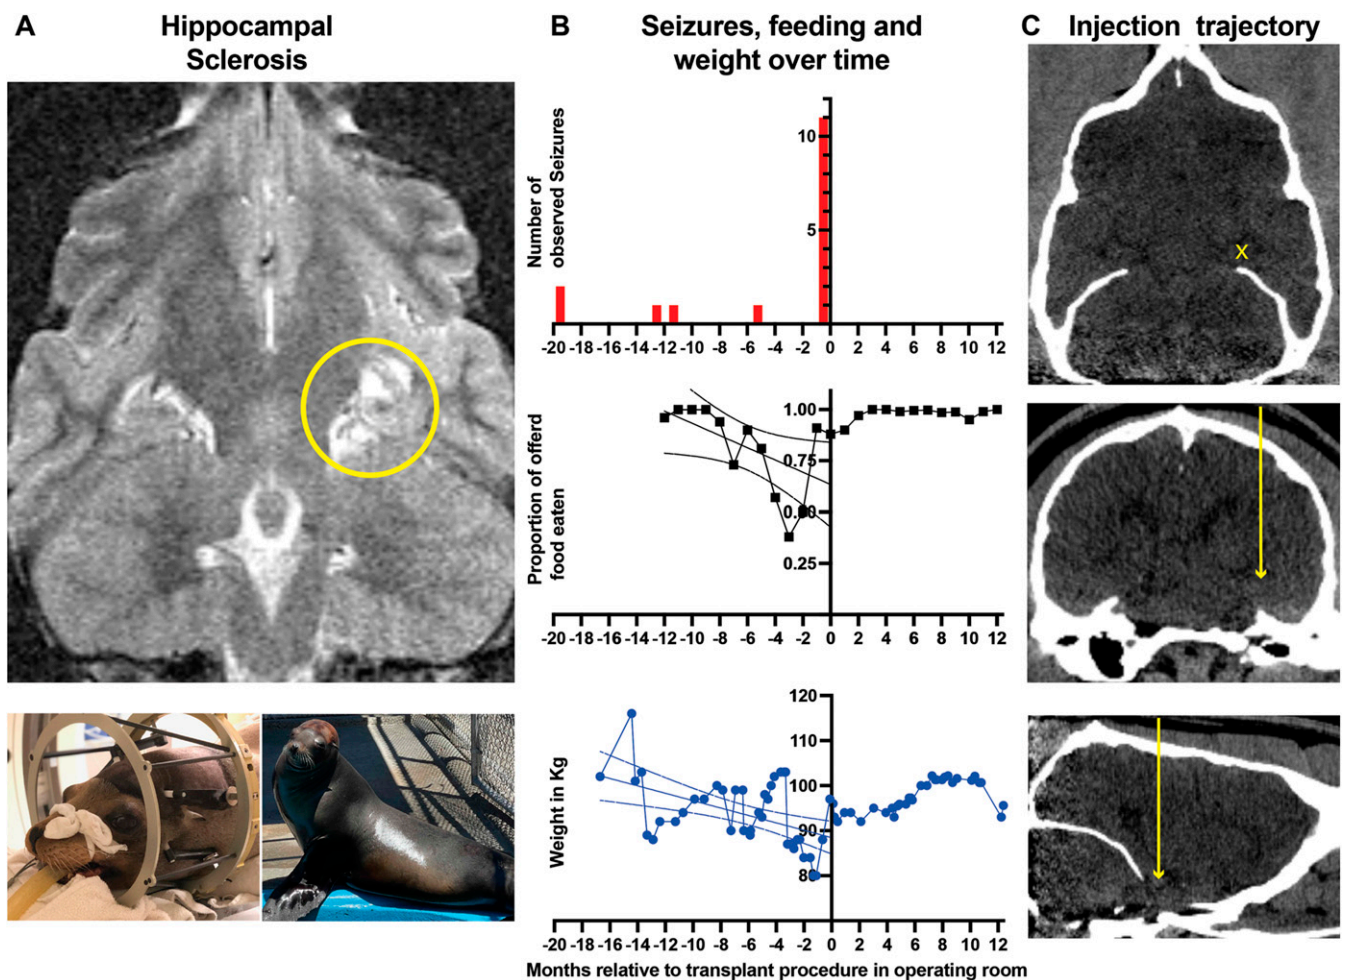 A Hippocampal
Sclerosis
B Seizures, feeding and
weight over time
Number of
observed Seizures
10
5
-20 -18 -16 -14 -12 -10 -8 -6 -4 -2 0 2 4 6 8 10 12
Proportion of offerd
food eaten
1.00
0.75
0.50
0.25
-20 -18 -16 -14 -12 -10 -8 -6 -4 -2 0 2 4 6 8 10 12
Weight in Kg
120
110
100
90
80
-20 -18 -16 -14 -12 -10 -8 -6 -4 -2 0 2 4 6 8 10 12
Months relative to transplant procedure in operating room
C Injection trajectory
x